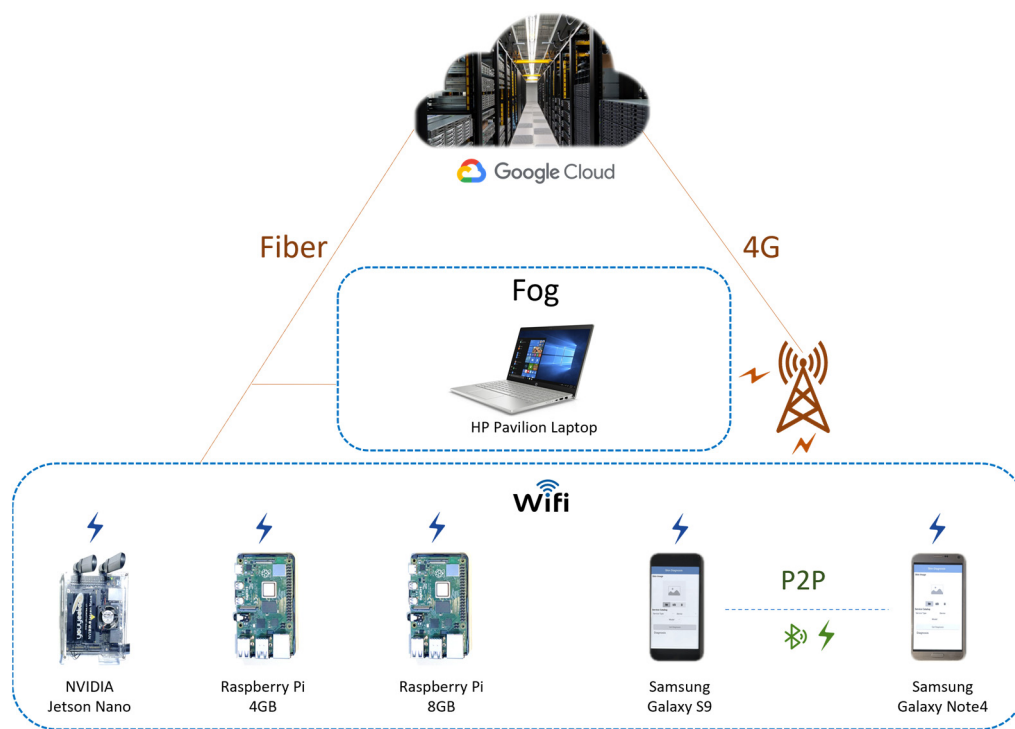 Google Cloud
Fiber
4G
Fog
HP Pavilion Laptop
Wifi
P2P
NVIDIA
Jetson Nano
Raspberry Pi
4GB
Raspberry Pi
8GB
Samsung
Galaxy S9
Samsung
Galaxy Note4